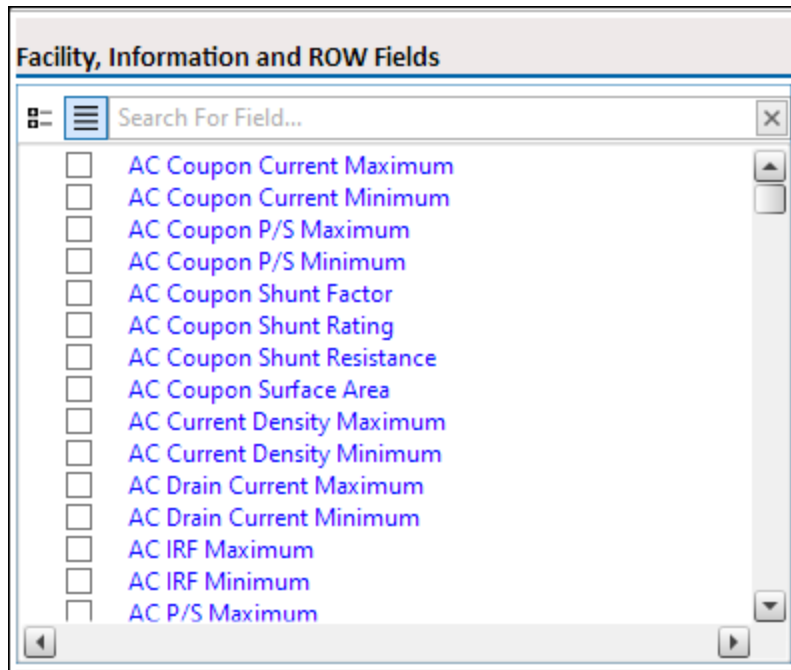 Facility, Information and ROW Fields
Search For Field...
AC Coupon Current Maximum
AC Coupon Current Minimum
AC Coupon P/S Maximum
AC Coupon P/S Minimum
AC Coupon Shunt Factor
AC Coupon Shunt Rating
AC Coupon Shunt Resistance
AC Coupon Surface Area
AC Current Density Maximum
AC Current Density Minimum
AC Drain Current Maximum
AC Drain Current Minimum
AC IRF Maximum
AC IRF Minimum
AC P/S Maximum